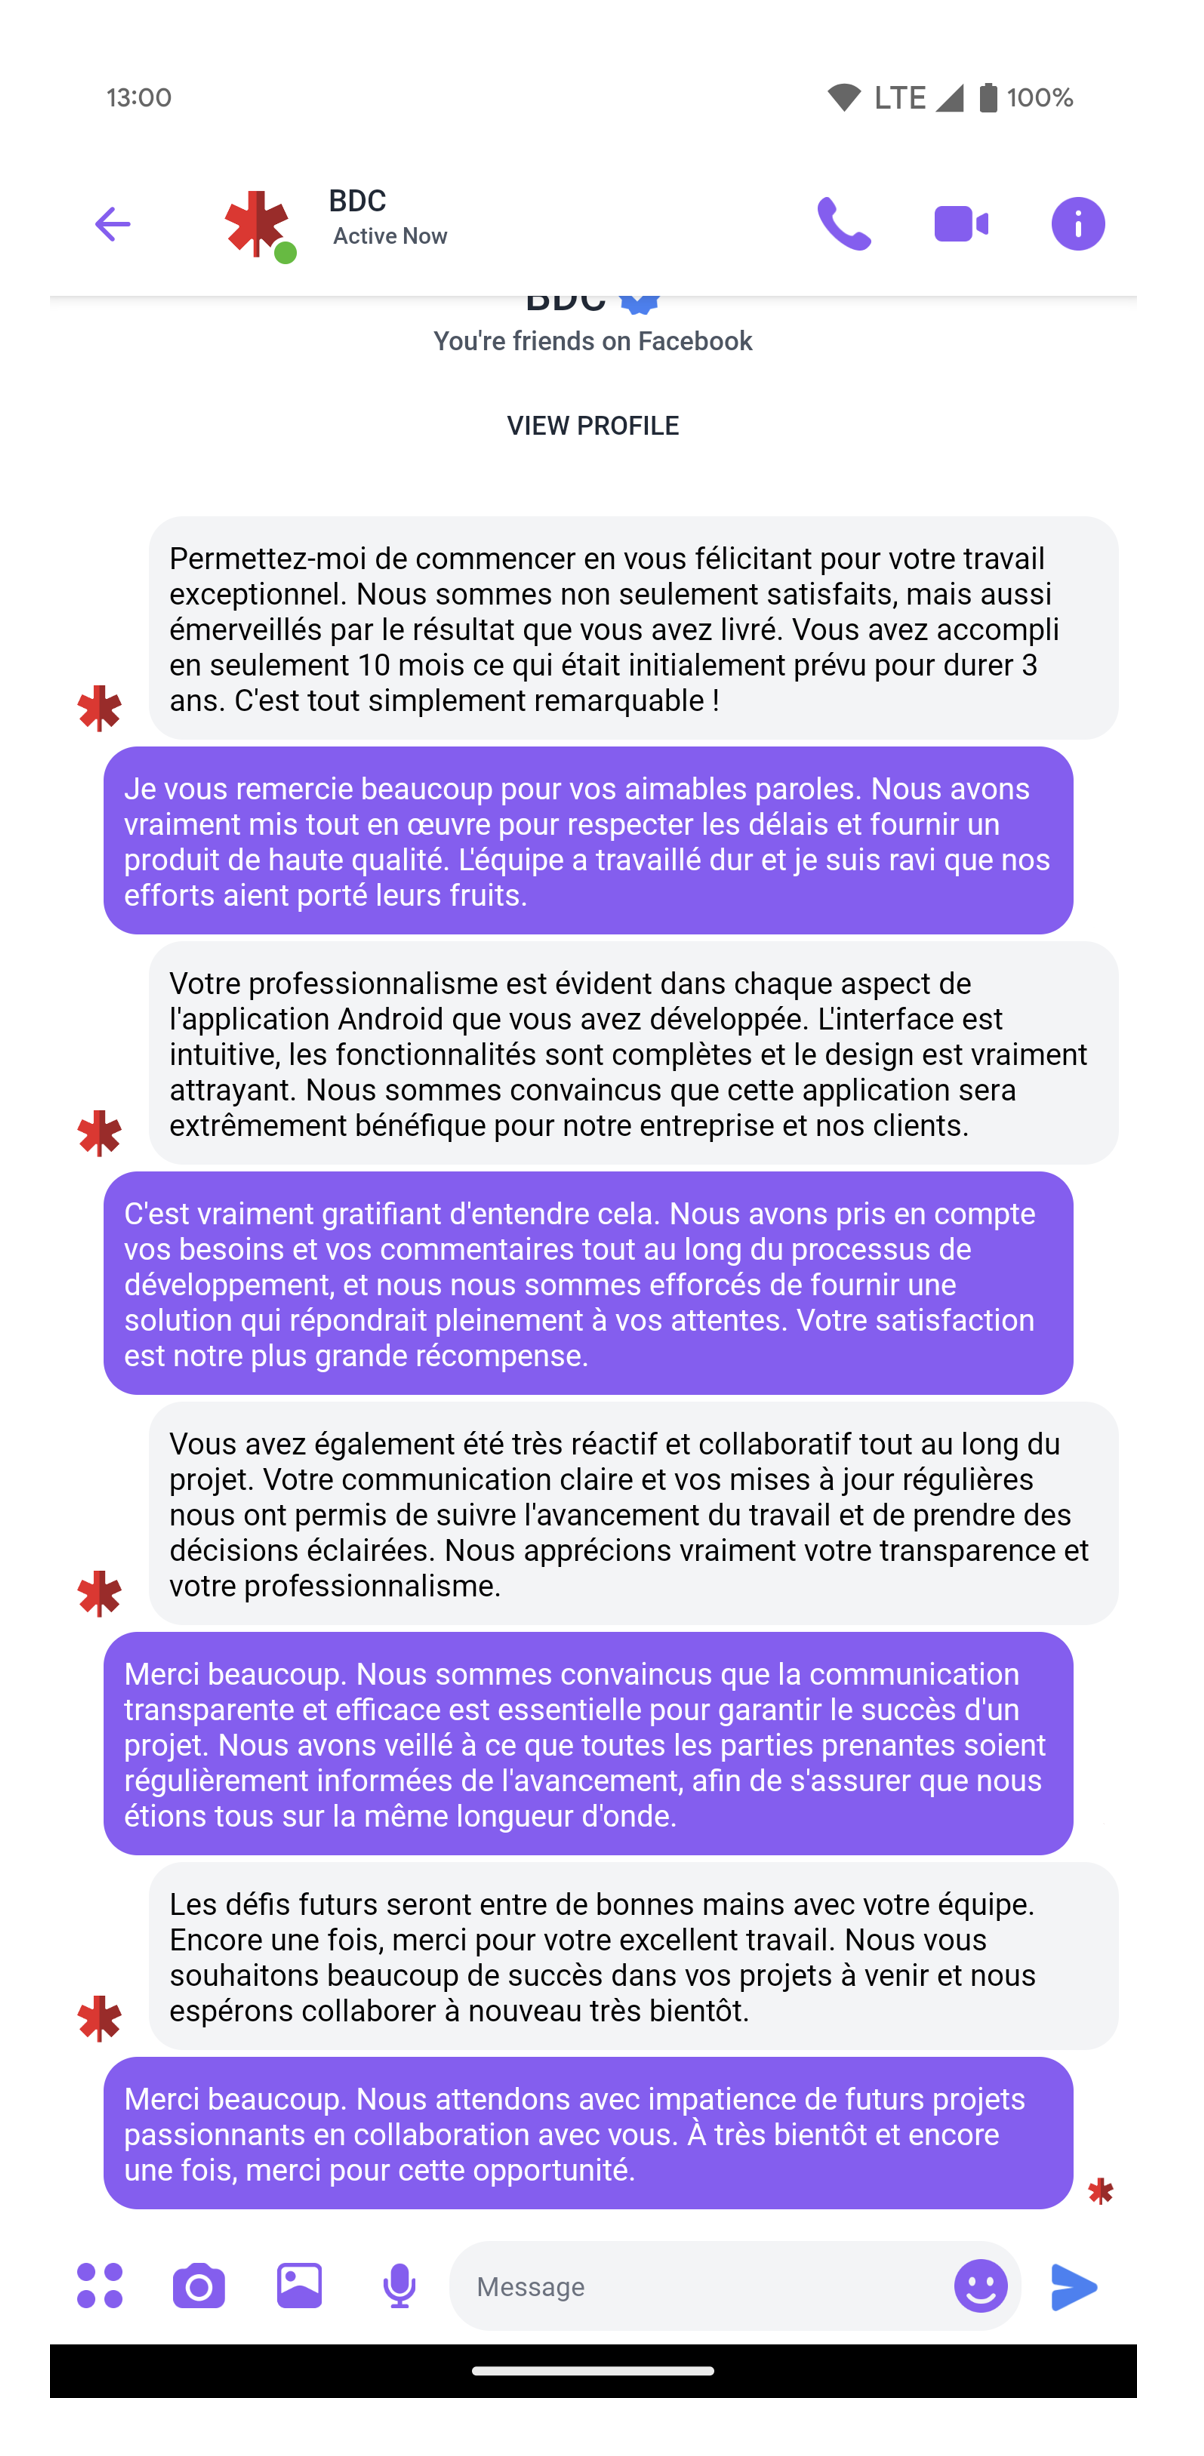 13:00
LTE 100%
BDC
Active Now
BDC
You're friends on Facebook
VIEW PROFILE
Permettez-moi de commencer en vous félicitant pour votre travail
exceptionnel. Nous sommes non seulement satisfaits, mais aussi
émerveillés par le résultat que vous avez livré. Vous avez accompli
en seulement 10 mois ce qui était initialement prévu pour durer 3
ans. C'est tout simplement remarquable !
Je vous remercie beaucoup pour vos aimables paroles. Nous avons
vraiment mis tout en œuvre pour respecter les délais et fournir un
produit de haute qualité. L'équipe a travaillé dur et je suis ravi que nos
efforts aient porté leurs fruits.
Votre professionnalisme est évident dans chaque aspect de
l'application Android que vous avez développée. L'interface est
intuitive, les fonctionnalités sont complètes et le design est vraiment
attrayant. Nous sommes convaincus que cette application sera
extrêmement bénéfique pour notre entreprise et nos clients.
C'est vraiment gratifiant d'entendre cela. Nous avons pris en compte
vos besoins et vos commentaires tout au long du processus de
développement, et nous nous sommes efforcés de fournir une
solution qui répondrait pleinement à vos attentes. Votre satisfaction
est notre plus grande récompense.
Vous avez également été très réactif et collaboratif tout au long du
projet. Votre communication claire et vos mises à jour régulières
nous ont permis de suivre l'avancement du travail et de prendre des
décisions éclairées. Nous apprécions vraiment votre transparence et
votre professionnalisme.
Merci beaucoup. Nous sommes convaincus que la communication
transparente et efficace est essentielle pour garantir le succès d'un
projet. Nous avons veillé à ce que toutes les parties prenantes soient
régulièrement informées de l'avancement, afin de s'assurer que nous
étions tous sur la même longueur d'onde.
Les défis futurs seront entre de bonnes mains avec votre équipe.
Encore une fois, merci pour votre excellent travail. Nous vous
souhaitons beaucoup de succès dans vos projets à venir et nous
espérons collaborer à nouveau très bientôt.
Merci beaucoup. Nous attendons avec impatience de futurs projets
passionnants en collaboration avec vous. À très bientôt et encore
une fois, merci pour cette opportunité.
Message